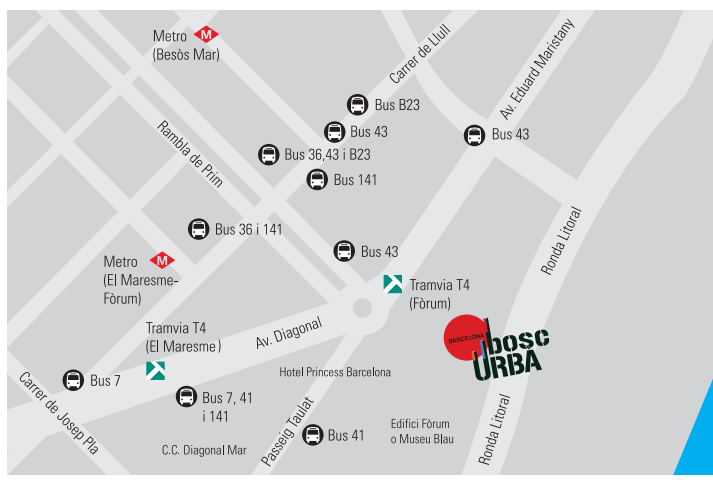 Metro
(Besòs Mar)
M
Carrer de Llull
Av. Eduard Maristany
Bus B23
Bus 43
Bus 43
Rambla de Prim
Bus 36,43 i B23
Bus 141
Bus 36 i 141
Bus 43
Ronda Litoral
Metro
(El Maresme-
Fòrum)
M
Tramvia T4
(Fòrum)
Tramvia T4
(El Maresme)
Av. Diagonal
BARCELONA
bosc
URBA
Hotel Princess Barcelona
Bus 7
Bus 7, 41
i 141
Carrer de Josep Pla
Passeig Taulat
Edifici Fòrum
o Museu Blau
Ronda Litoral
Bus 41
C.C. Diagonal Mar